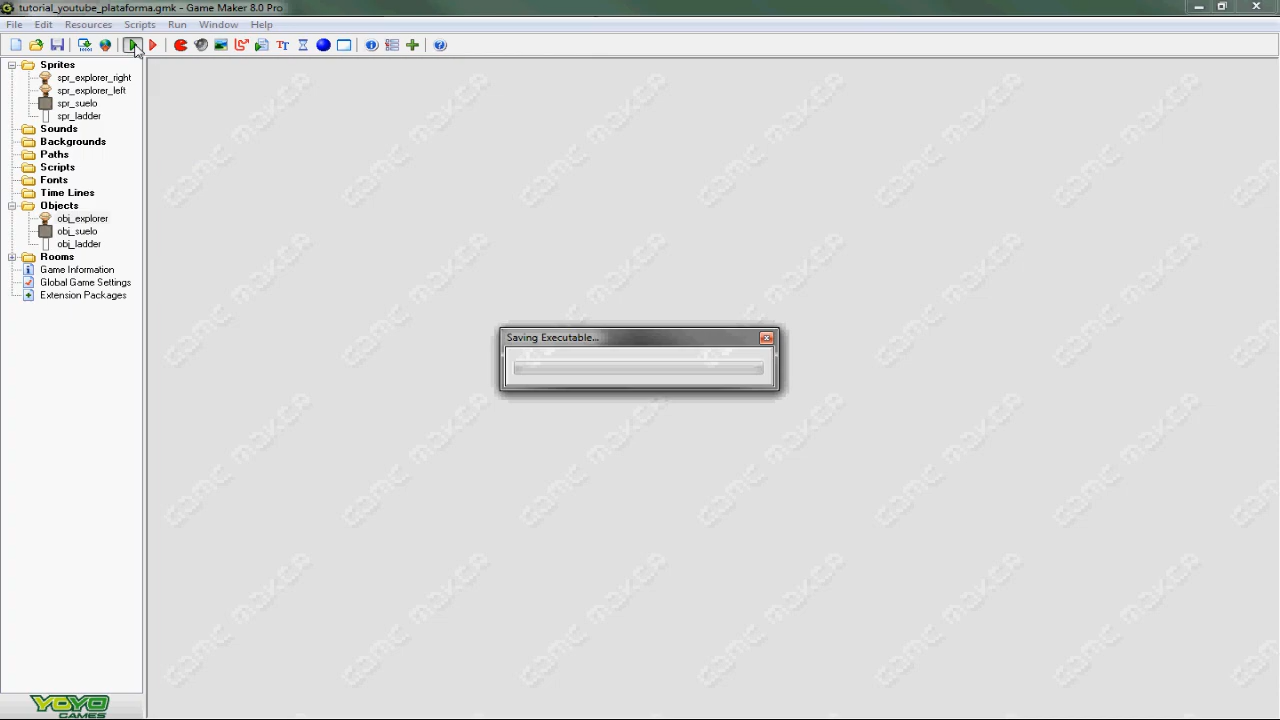 tutorial_youtube_plataforma.gmk - Game Maker 8.0 Pro
File Edit Resources Scripts Run Window Help
Sprites
spr_explorer_right
spr_explorer_left
spr_suelo
spr_ladder
Sounds
Backgrounds
Paths
Scripts
Fonts
Time Lines
Objects
obj_explorer
obj_suelo
obj_ladder
Rooms
Game Information
Global Game Settings
Extension Packages
Saving Executable...
YOYO
GAMES